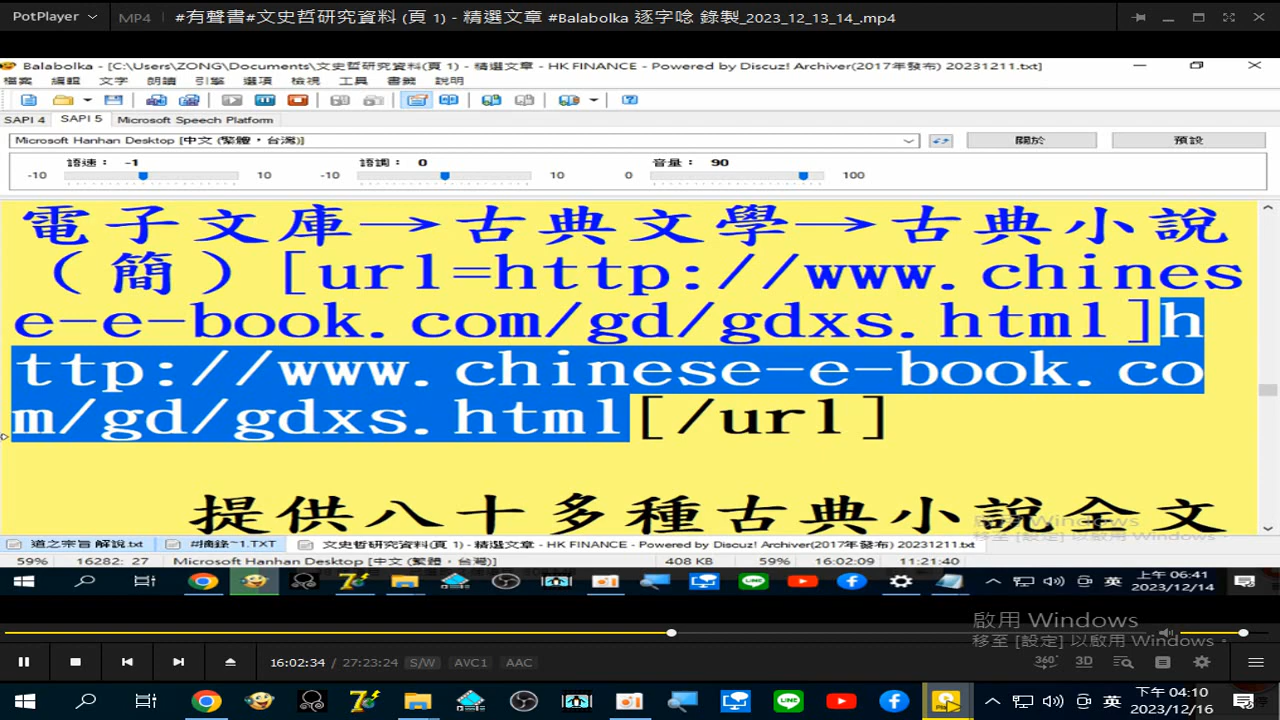 PotPlayer MP4 #有聲書#文史哲研究資料 (頁 1) - 精選文章 #Balabolka 逐字唸 錄製_2023_12_13_14_.mp4
Balabolka - [C:\Users\ZONG\Documents\文史哲研究資料(頁 1) - 精選文章 - HK FINANCE - Powered by Discuz! Archiver(2017年發布) 20231211.txt]
檔案 編輯 文字 朗讀 引擎 選項 檢視 工具 書籤 說明
SAPI 4 SAPI 5 Microsoft Speech Platform
Microsoft Hanhan Desktop [中文 (繁體，台灣)] 關於 預設
語速： -1 語調： 0 音量： 90
-10 10 -10 10 0 100
電子文庫→古典文學→古典小說
（簡）[url=http://www.chines
e-e-book.com/gd/gdxs.html]h
ttp://www.chinese-e-book.co
m/gd/gdxs.html[/url]
提供八十多種古典小說全文
啟用 Windows
移至 [設定] 以啟用 Windows。
道之宗旨 解說.txt #摘錄~1.TXT 文史哲研究資料(頁 1) - 精選文章 - HK FINANCE - Powered by Discuz! Archiver(2017年發布) 20231211.txt
59% 16282: 27 Microsoft Hanhan Desktop [中文 (繁體，台灣)] 408 KB 59% 16:02:09 11:21:40
英 上午 06:41
2023/12/14
啟用 Windows
移至 [設定] 以啟用 Windows。
16:02:34 / 27:23:24 S/W AVC1 AAC 360° 3D
英 下午 04:10
2023/12/16